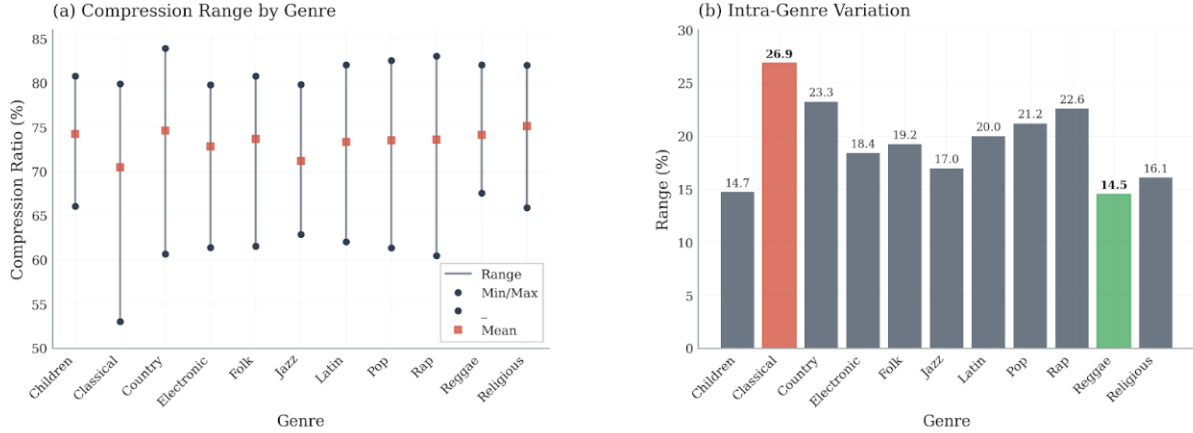 (a) Compression Range by Genre
Compression Ratio (%)
85
80
75
70
65
60
55
50
Range
Min/Max
_
Mean
Children
Classical
Country
Electronic
Folk
Jazz
Latin
Pop
Rap
Reggae
Religious
Genre
(b) Intra-Genre Variation
Range (%)
30
25
20
15
10
5
0
14.7
26.9
23.3
18.4
19.2
17.0
20.0
21.2
22.6
14.5
16.1
Children
Classical
Country
Electronic
Folk
Jazz
Latin
Pop
Rap
Reggae
Religious
Genre